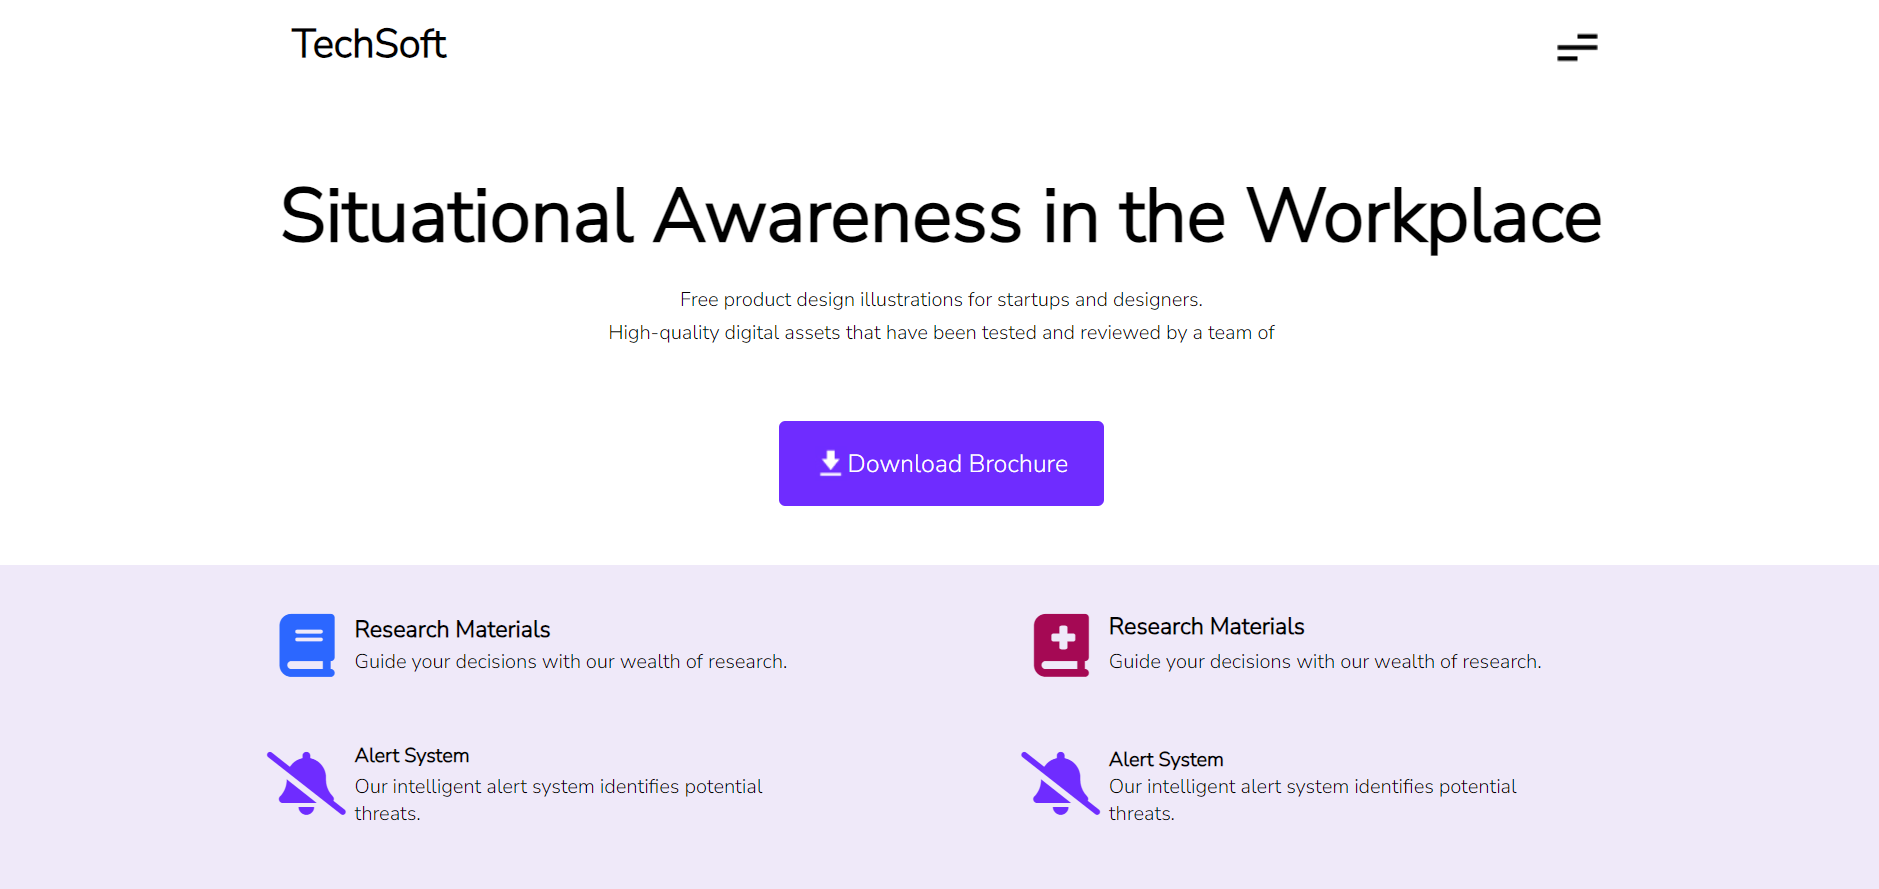 TechSoft
Situational Awareness in the Workplace
Free product design illustrations for startups and designers.
High-quality digital assets that have been tested and reviewed by a team of
Download Brochure
Research Materials
Guide your decisions with our wealth of research.
Research Materials
Guide your decisions with our wealth of research.
Alert System
Our intelligent alert system identifies potential
threats.
Alert System
Our intelligent alert system identifies potential
threats.